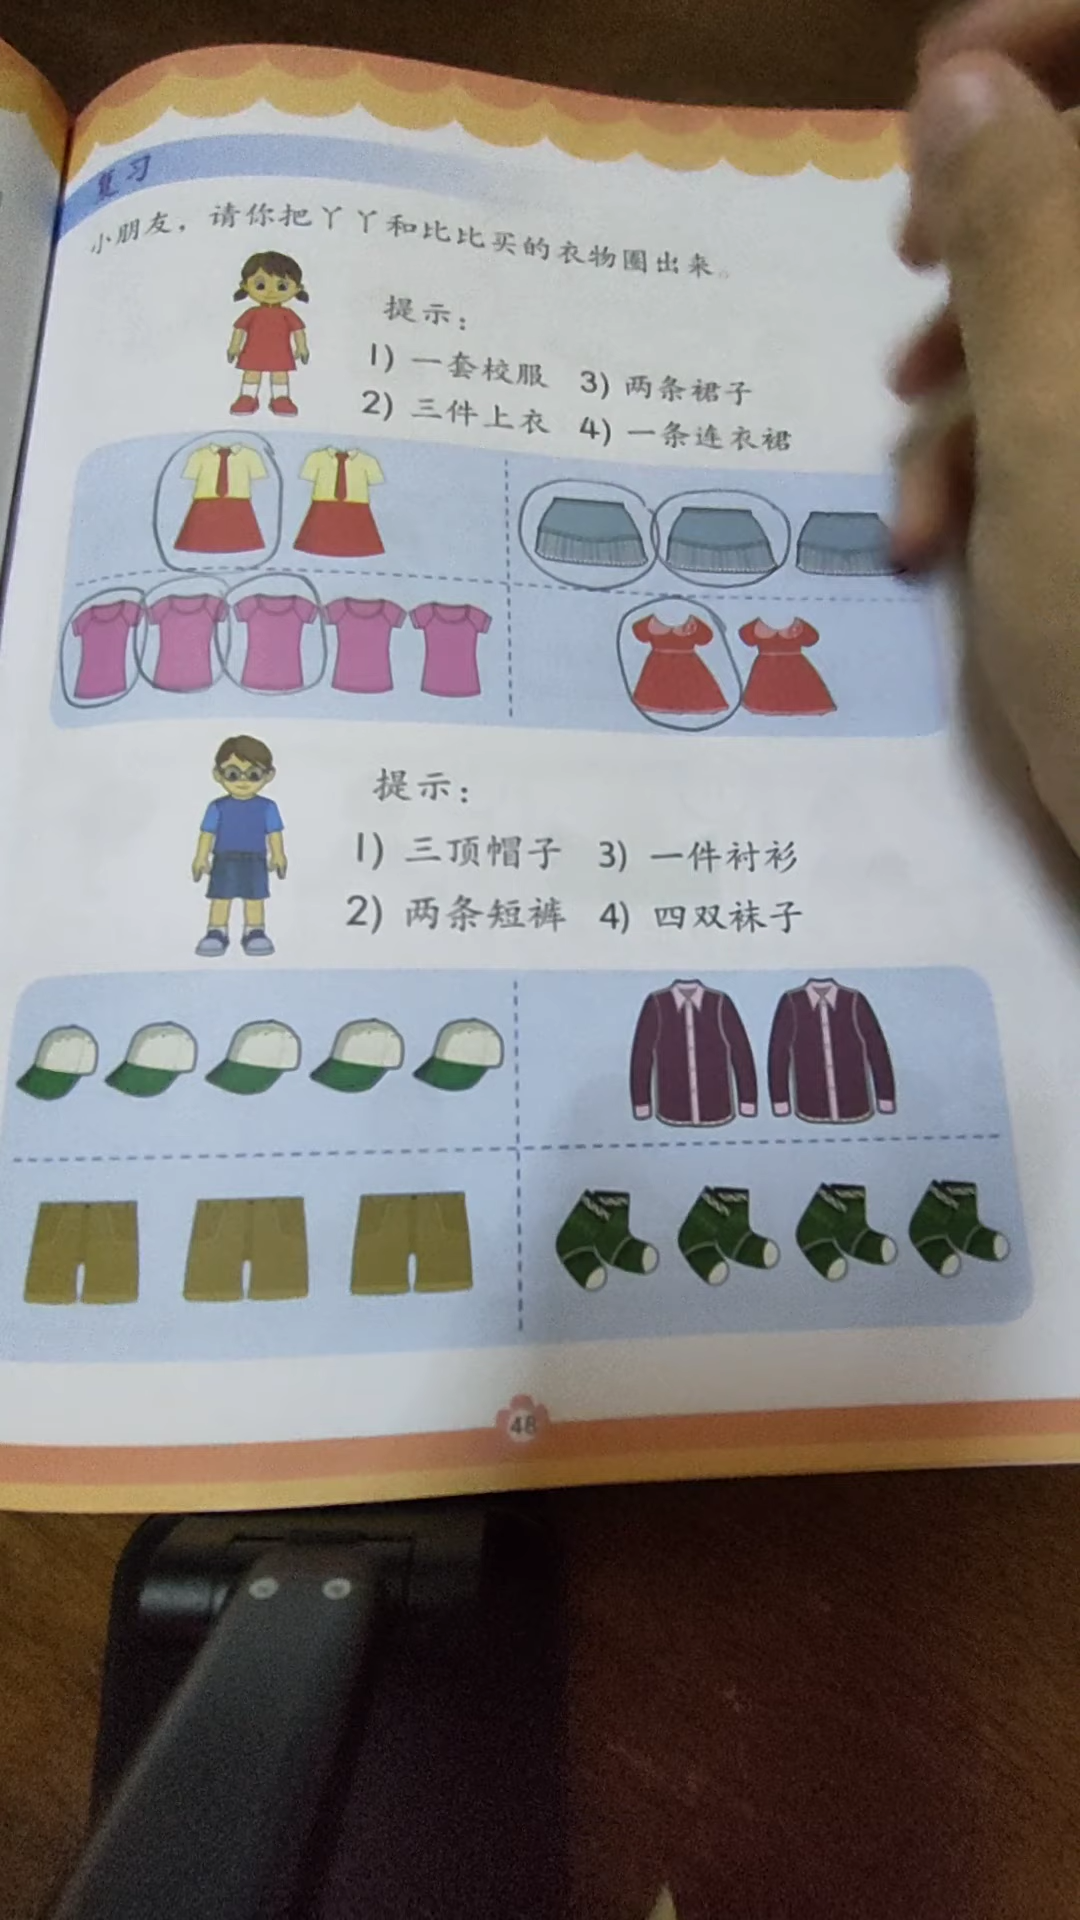 复习
小朋友，请你把丫丫和比比买的衣物圈出来。
提示：
1) 一套校服 3) 两条裙子
2) 三件上衣 4) 一条连衣裙
提示：
1) 三顶帽子 3) 一件衬衫
2) 两条短裤 4) 四双袜子
48